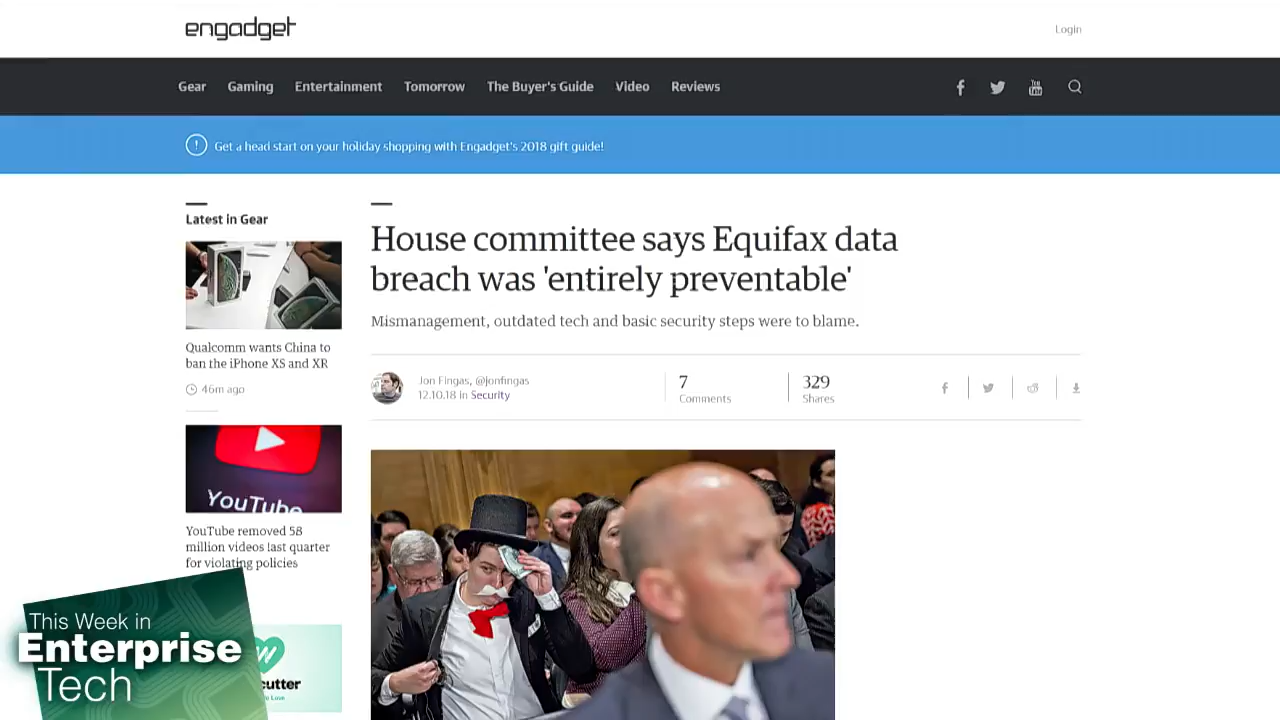 engadget
Login
Gear Gaming Entertainment Tomorrow The Buyer's Guide Video Reviews
You
Tube
! Get a head start on your holiday shopping with Engadget's 2018 gift guide!
Latest in Gear
Qualcomm wants China to
ban the iPhone XS and XR
46m ago
YouTube
YouTube removed 58
million videos last quarter
for violating policies
House committee says Equifax data
breach was 'entirely preventable'
Mismanagement, outdated tech and basic security steps were to blame.
Jon Fingas, @jonfingas
12.10.18 in Security
7
Comments
329
Shares
This Week in
Enterprise
Tech
cutter